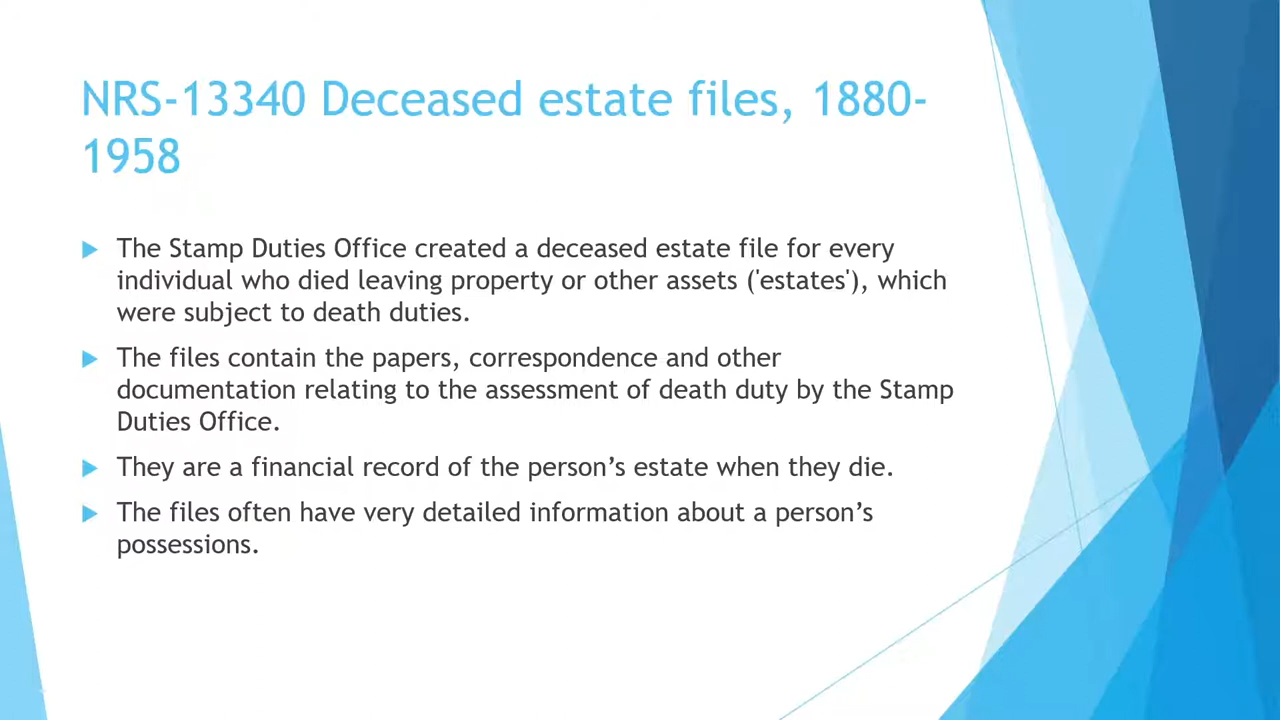 NRS-13340 Deceased estate files, 1880-
1958
The Stamp Duties Office created a deceased estate file for every
individual who died leaving property or other assets ('estates'), which
were subject to death duties.
The files contain the papers, correspondence and other
documentation relating to the assessment of death duty by the Stamp
Duties Office.
They are a financial record of the person’s estate when they die.
The files often have very detailed information about a person’s
possessions.